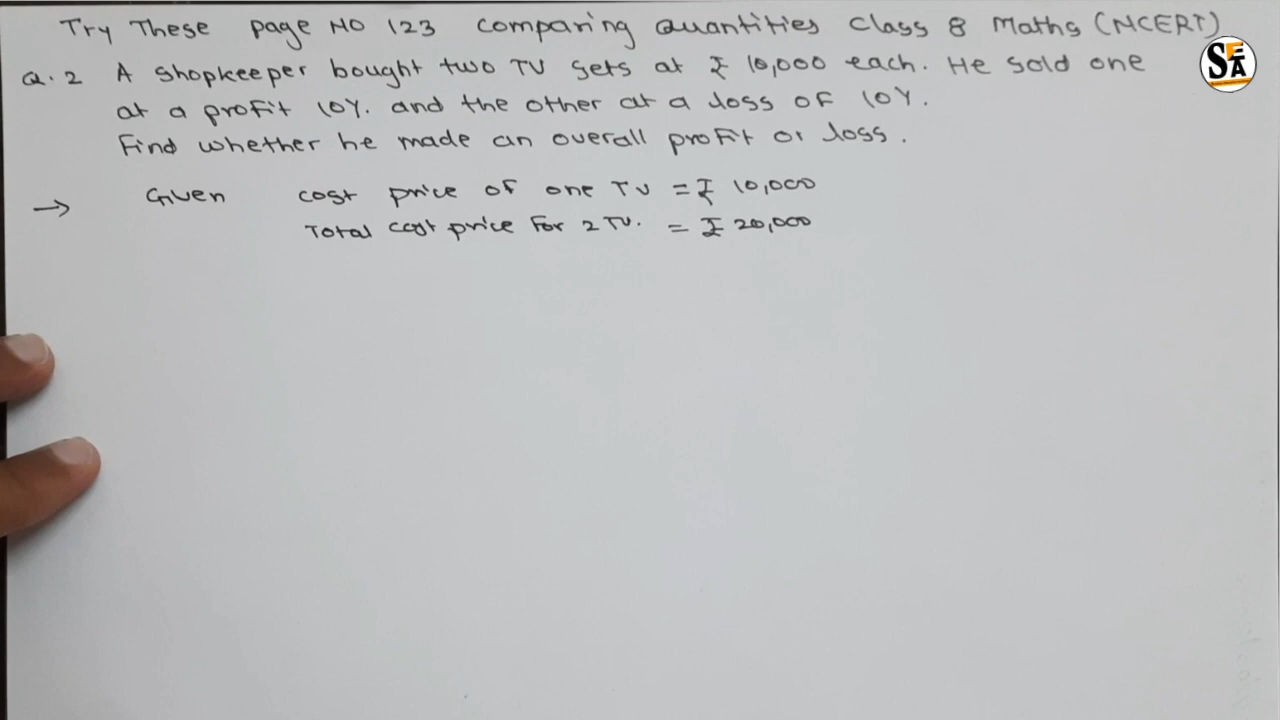 Try These page No 123 comparing quantities class 8 Maths (NCERT)
Q.2 A shopkeeper bought two TV sets at ₹ 10,000 each. He sold one
at a profit 10%. and the other at a loss of 10%.
Find whether he made an overall profit or loss.
→ Given cost price of one TV = ₹ 10,000
Total cost price for 2 TV. = ₹ 20,000
SFA